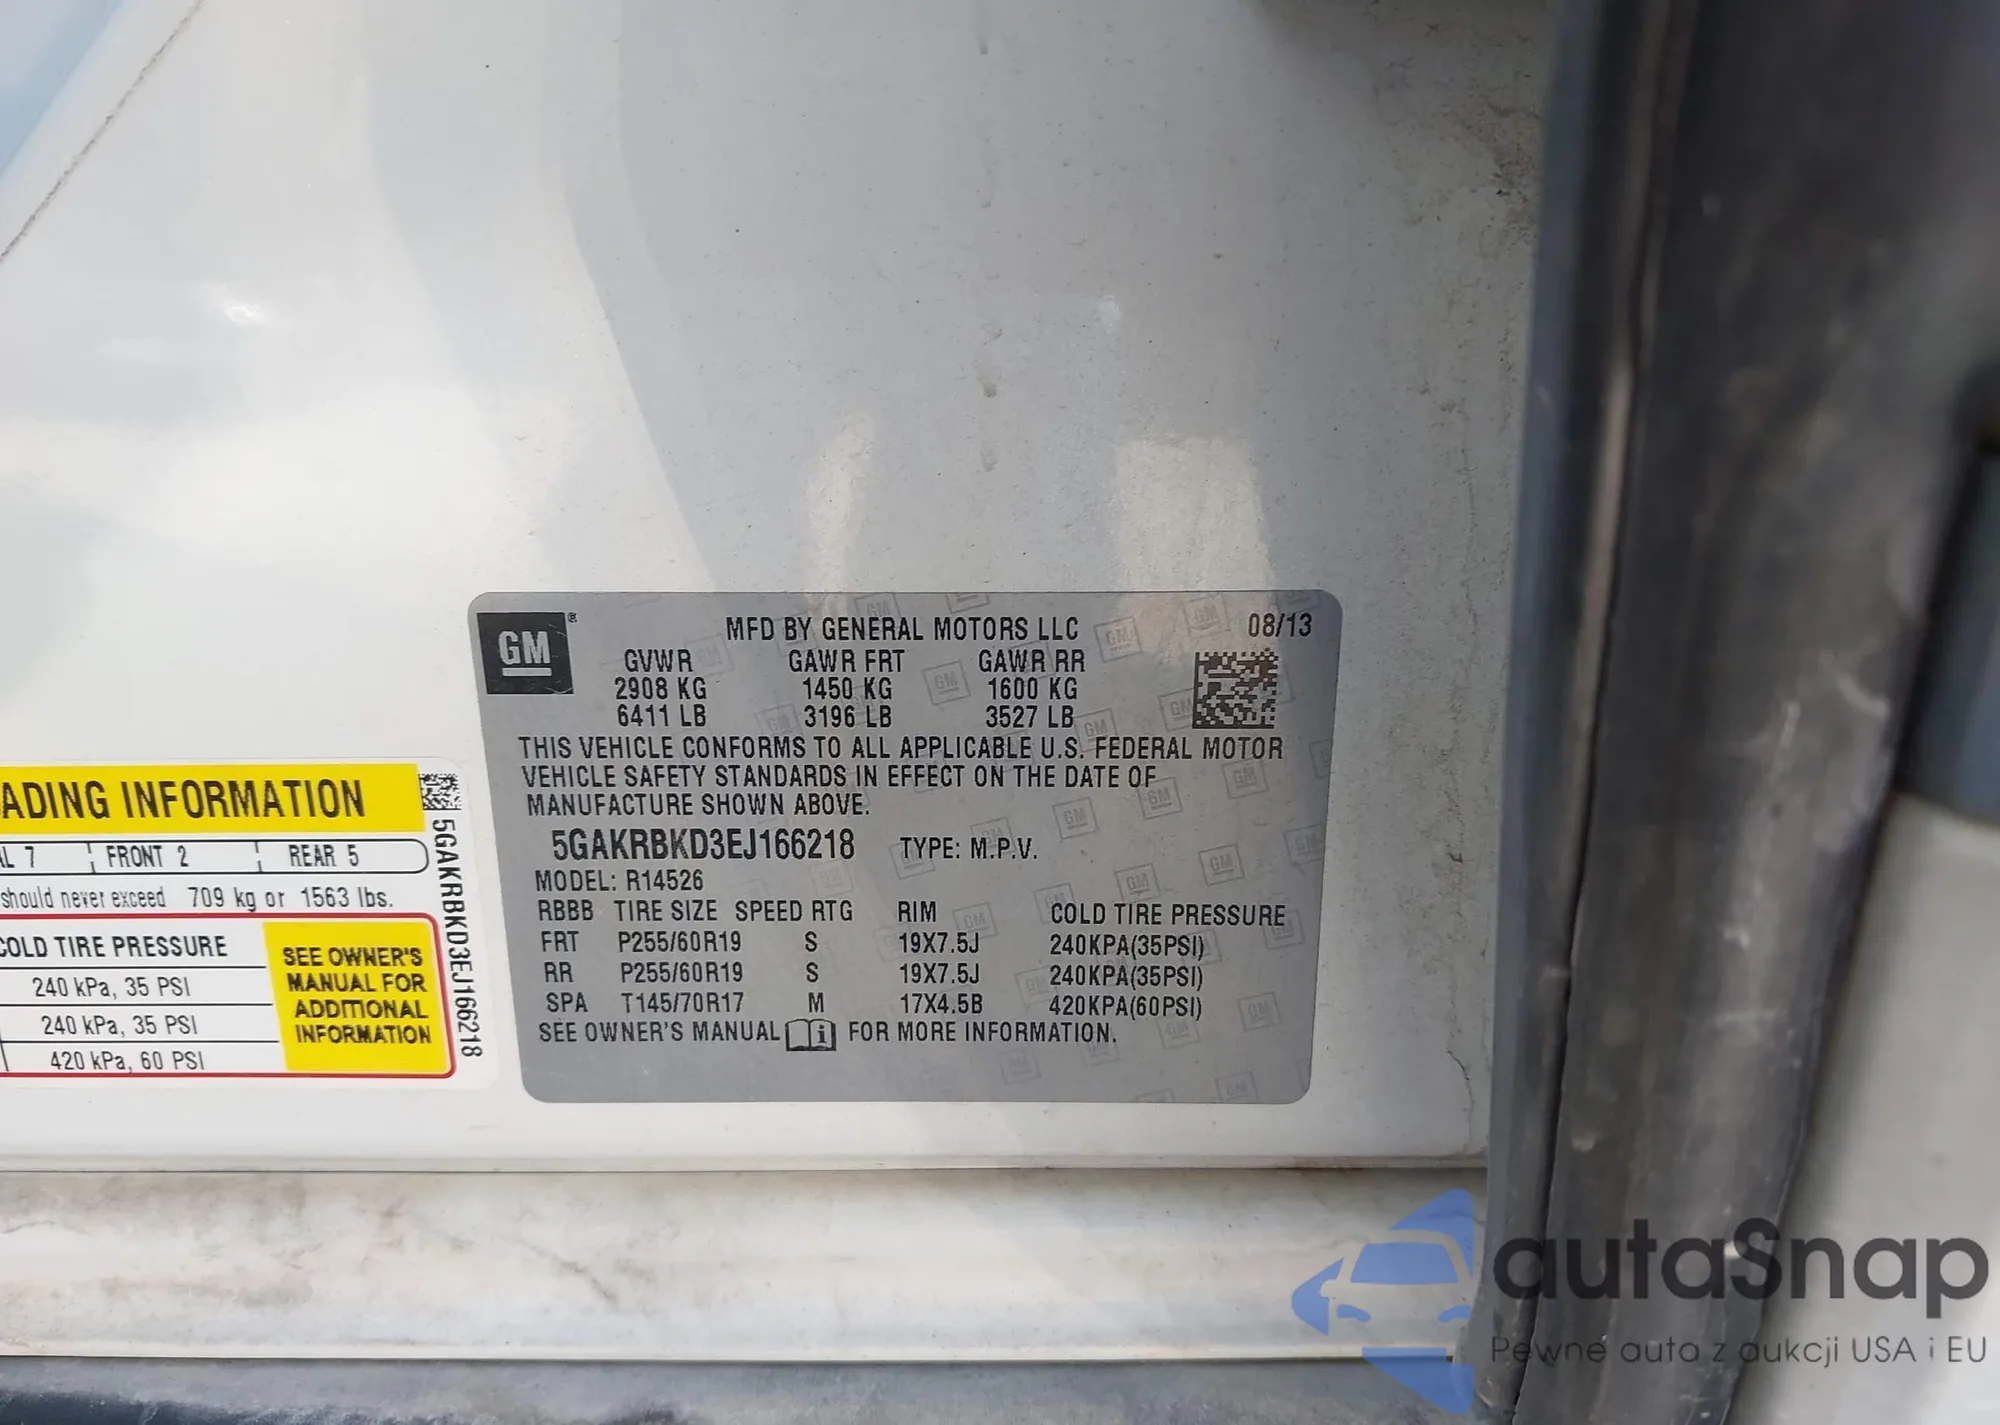 GM ®
MFD BY GENERAL MOTORS LLC 08/13
GVWR GAWR FRT GAWR RR
2908 KG 1450 KG 1600 KG
6411 LB 3196 LB 3527 LB
THIS VEHICLE CONFORMS TO ALL APPLICABLE U.S. FEDERAL MOTOR
VEHICLE SAFETY STANDARDS IN EFFECT ON THE DATE OF
MANUFACTURE SHOWN ABOVE.
5GAKRBKD3EJ166218 TYPE: M.P.V.
MODEL: R14526
RBBB TIRE SIZE SPEED RTG RIM COLD TIRE PRESSURE
FRT P255/60R19 S 19X7.5J 240KPA(35PSI)
RR P255/60R19 S 19X7.5J 240KPA(35PSI)
SPA T145/70R17 M 17X4.5B 420KPA(60PSI)
SEE OWNER'S MANUAL i FOR MORE INFORMATION.
ADING INFORMATION
AL 7 FRONT 2 REAR 5
should never exceed 709 kg or 1563 lbs.
COLD TIRE PRESSURE
240 kPa, 35 PSI
240 kPa, 35 PSI
420 kPa, 60 PSI
SEE OWNER'S
MANUAL FOR
ADDITIONAL
INFORMATION
5GAKRBKD3EJ166218
autaSnap
Pewne auta z aukcji USA i EU